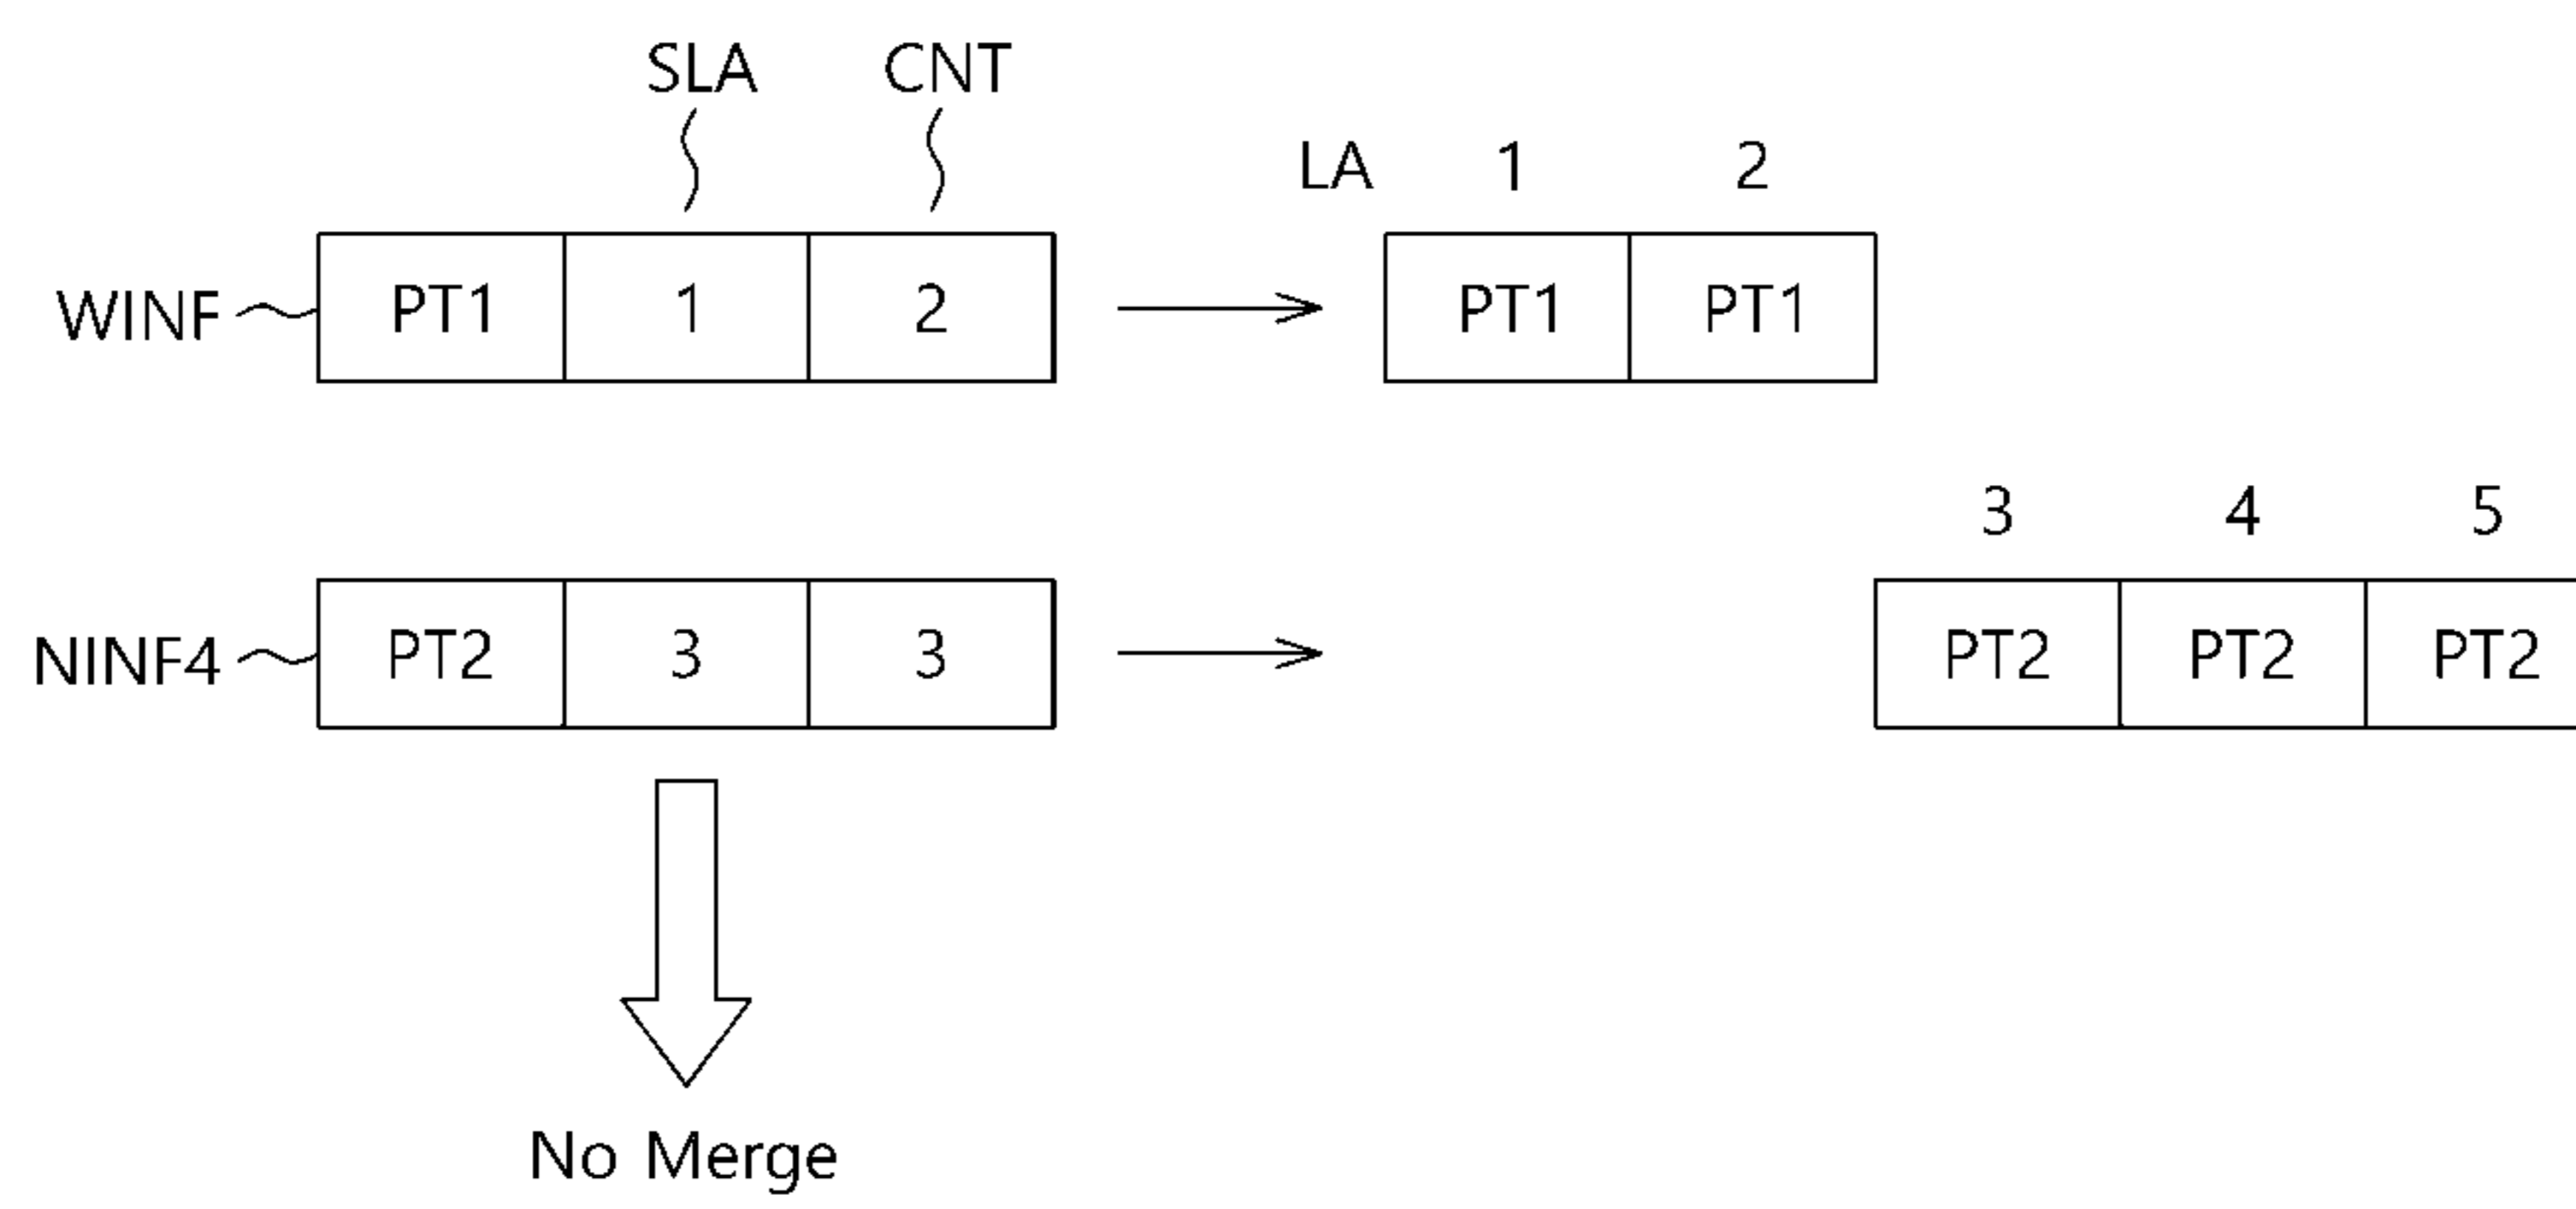 SLA CNT
LA 1 2
WINF PT1 1 2 PT1 PT1
3 4 5
NINF4 PT2 3 3 PT2 PT2 PT2
No Merge